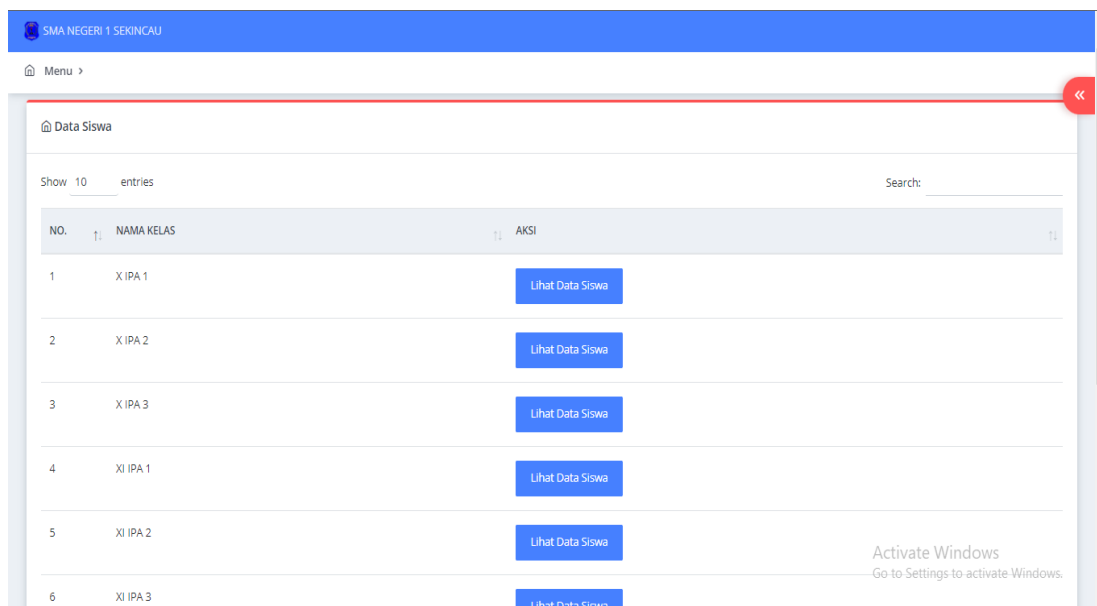 SMA NEGERI 1 SEKINCAU
Menu >
«
Data Siswa
Show 10 entries Search:
NO. NAMA KELAS AKSI
1 X IPA 1 Lihat Data Siswa
2 X IPA 2 Lihat Data Siswa
3 X IPA 3 Lihat Data Siswa
4 XI IPA 1 Lihat Data Siswa
5 XI IPA 2 Lihat Data Siswa
Activate Windows
Go to Settings to activate Windows.
6 XI IPA 3 Lihat Data Siswa